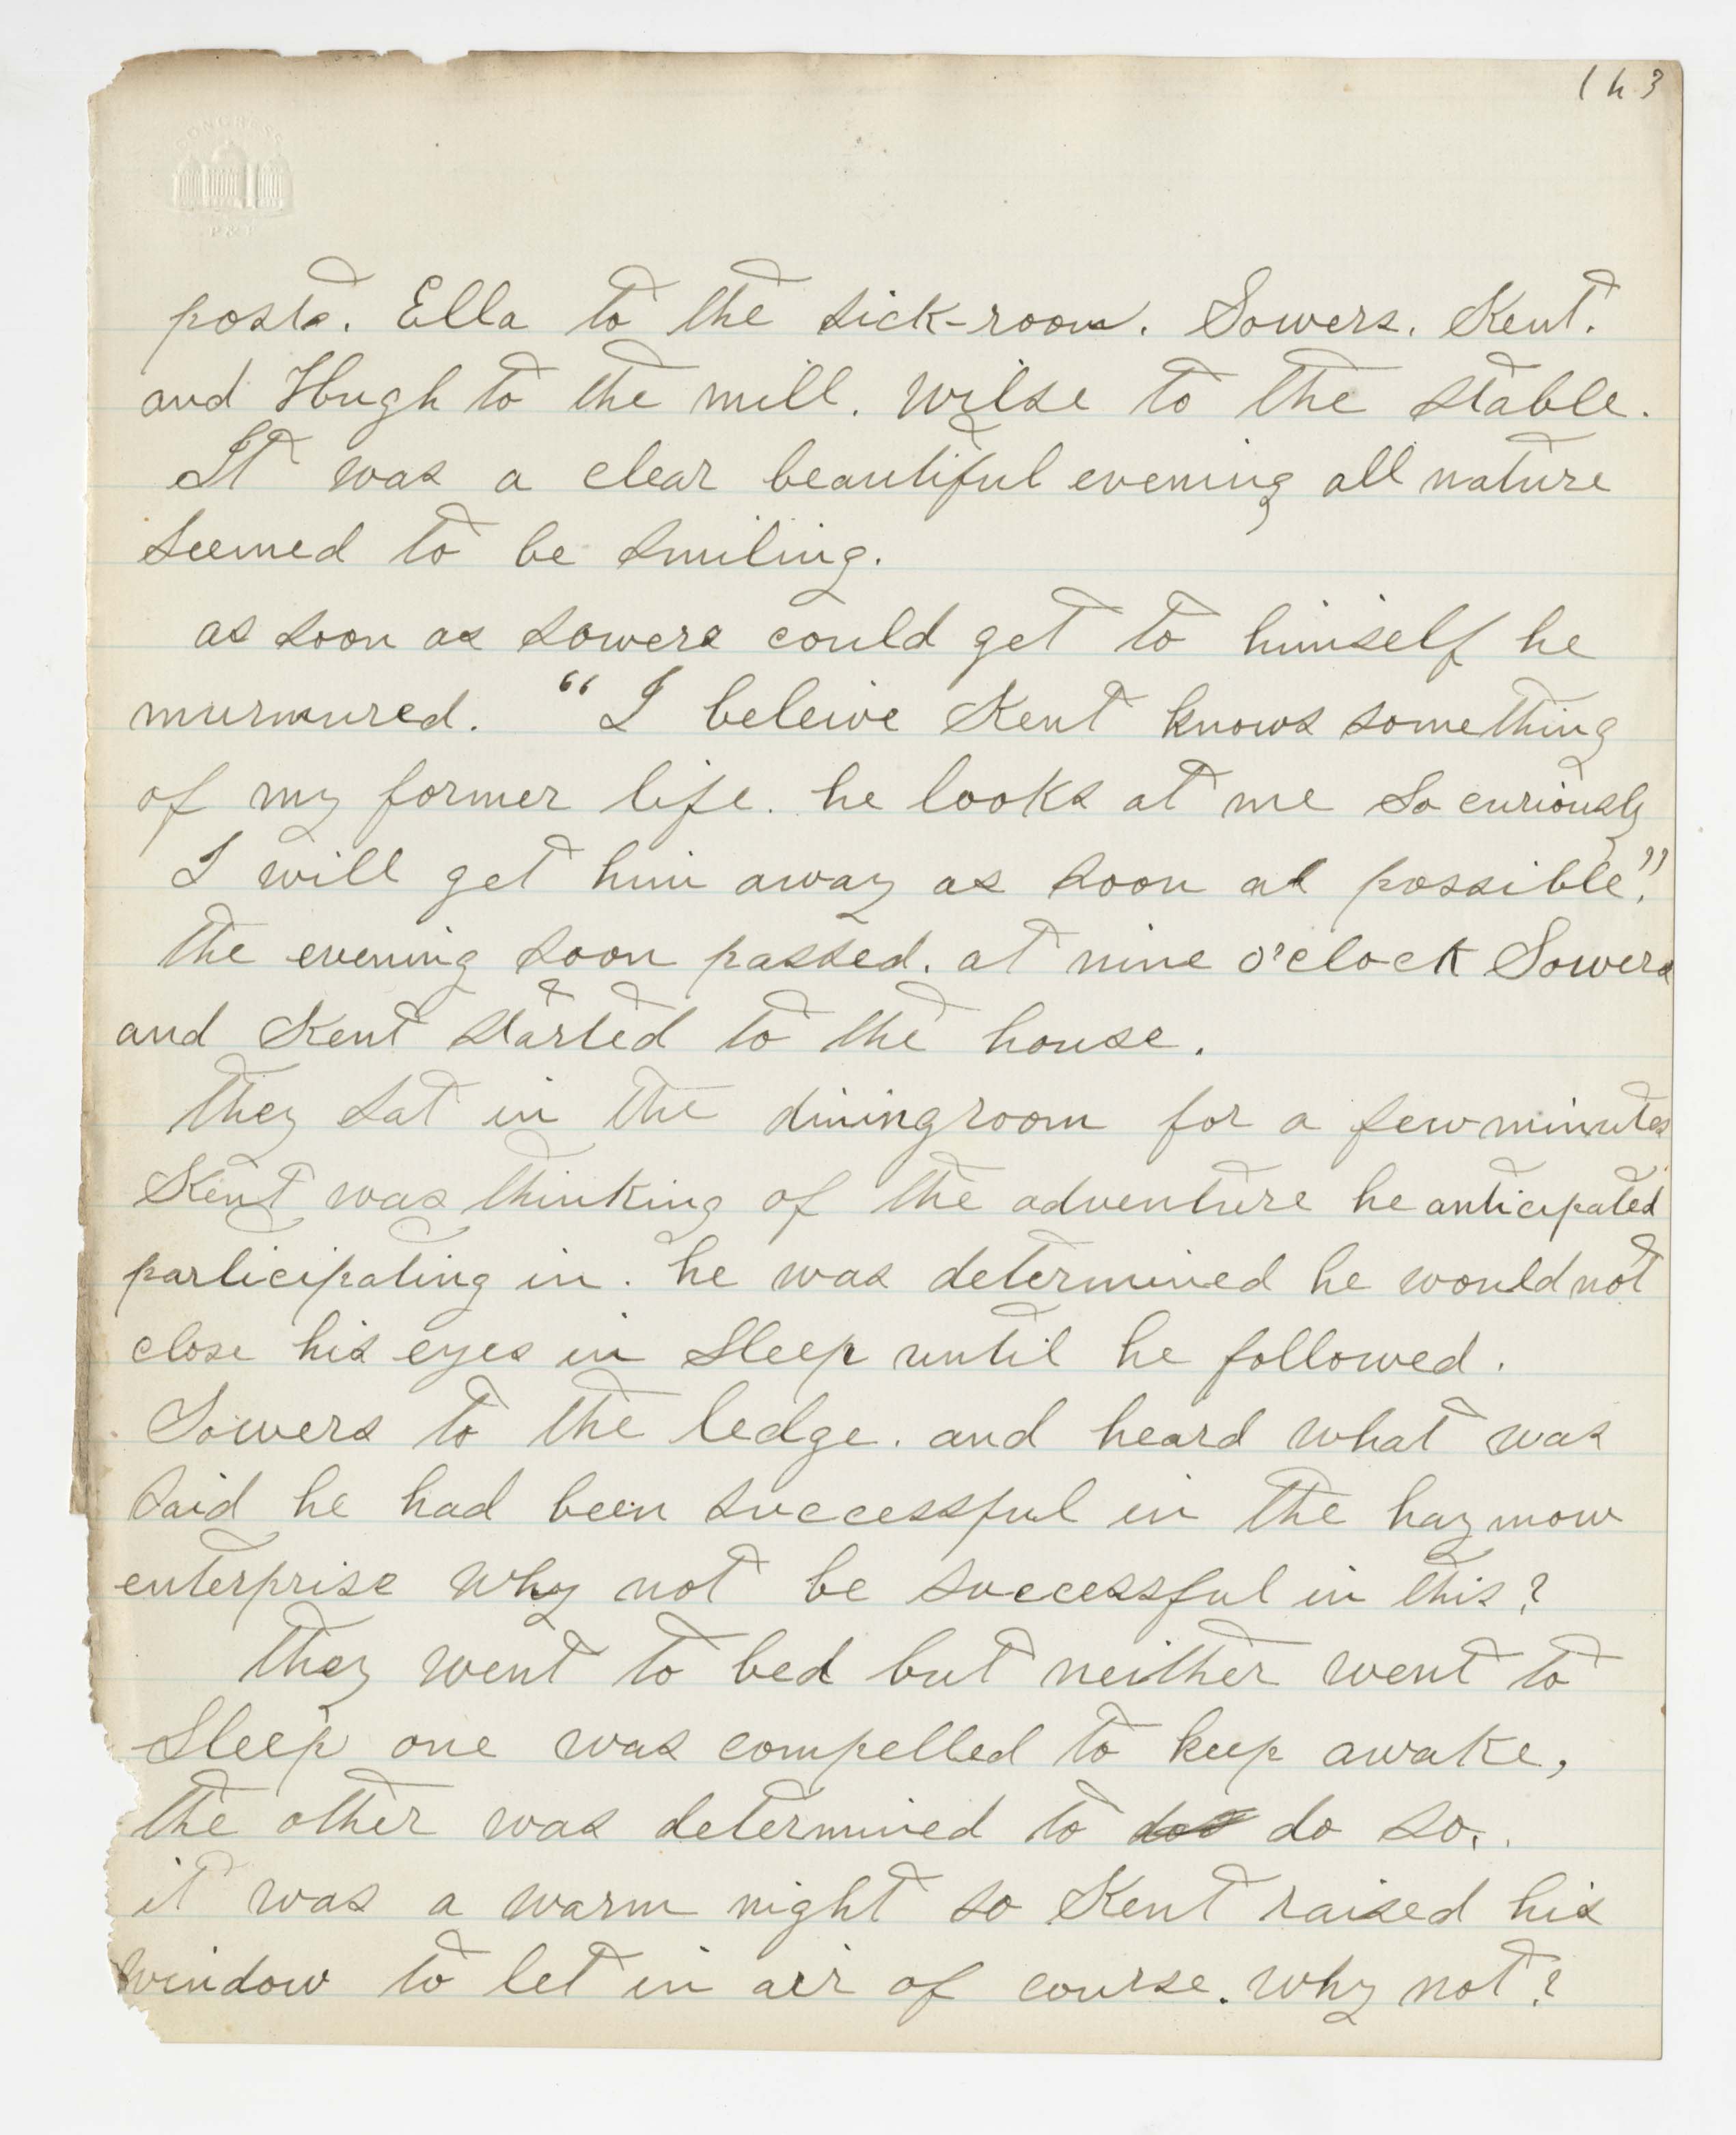 143
CONGRESS
P & P
posts. Ella to the sick-room. Sowers. Kent.
and Hugh to the mill. Wilse to the stable.
It was a clear beautiful evening all nature
seemed to be smiling.
as soon as Sowers could get to himself he
murmured. "I beleive Kent knows something
of my former life. he looks at me so curiously
I will get him away as soon as possible."
the evening soon passed. at nine o'clock Sowers
and Kent started to the house.
they sat in the diningroom for a few minutes
Kent was thinking of the adventure he anticipated
participating in. he was determined he would not
close his eyes in sleep until he followed.
Sowers to the ledge. and heard what was
said he had been successful in the haymow
enterprise why not be successful in this?
they went to bed but neither went to
sleep one was compelled to keep awake,
the other was determined to do so.
it was a warm night so Kent raised his
window to let in air of course. why not?